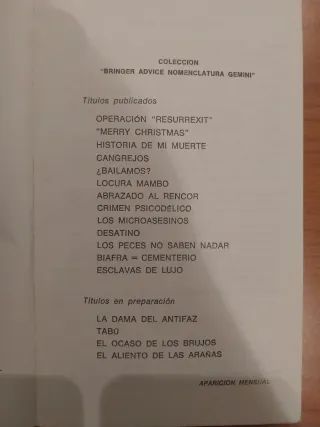 COLECCION
"BRINGER ADVICE NOMENCLATURA GEMINI"
Títulos publicados
OPERACIÓN "RESURREXIT"
"MERRY CHRISTMAS"
HISTORIA DE MI MUERTE
CANGREJOS
¿BAILAMOS?
LOCURA MAMBO
ABRAZADO AL RENCOR
CRIMEN PSICODELICO
LOS MICROASESINOS
DESATINO
LOS PECES NO SABEN NADAR
BIAFRA = CEMENTERIO
ESCLAVAS DE LUJO
Títulos en preparación
LA DAMA DEL ANTIFAZ
TABÚ
EL OCASO DE LOS BRUJOS
EL ALIENTO DE LAS ARAÑAS
APARICION MENSUAL